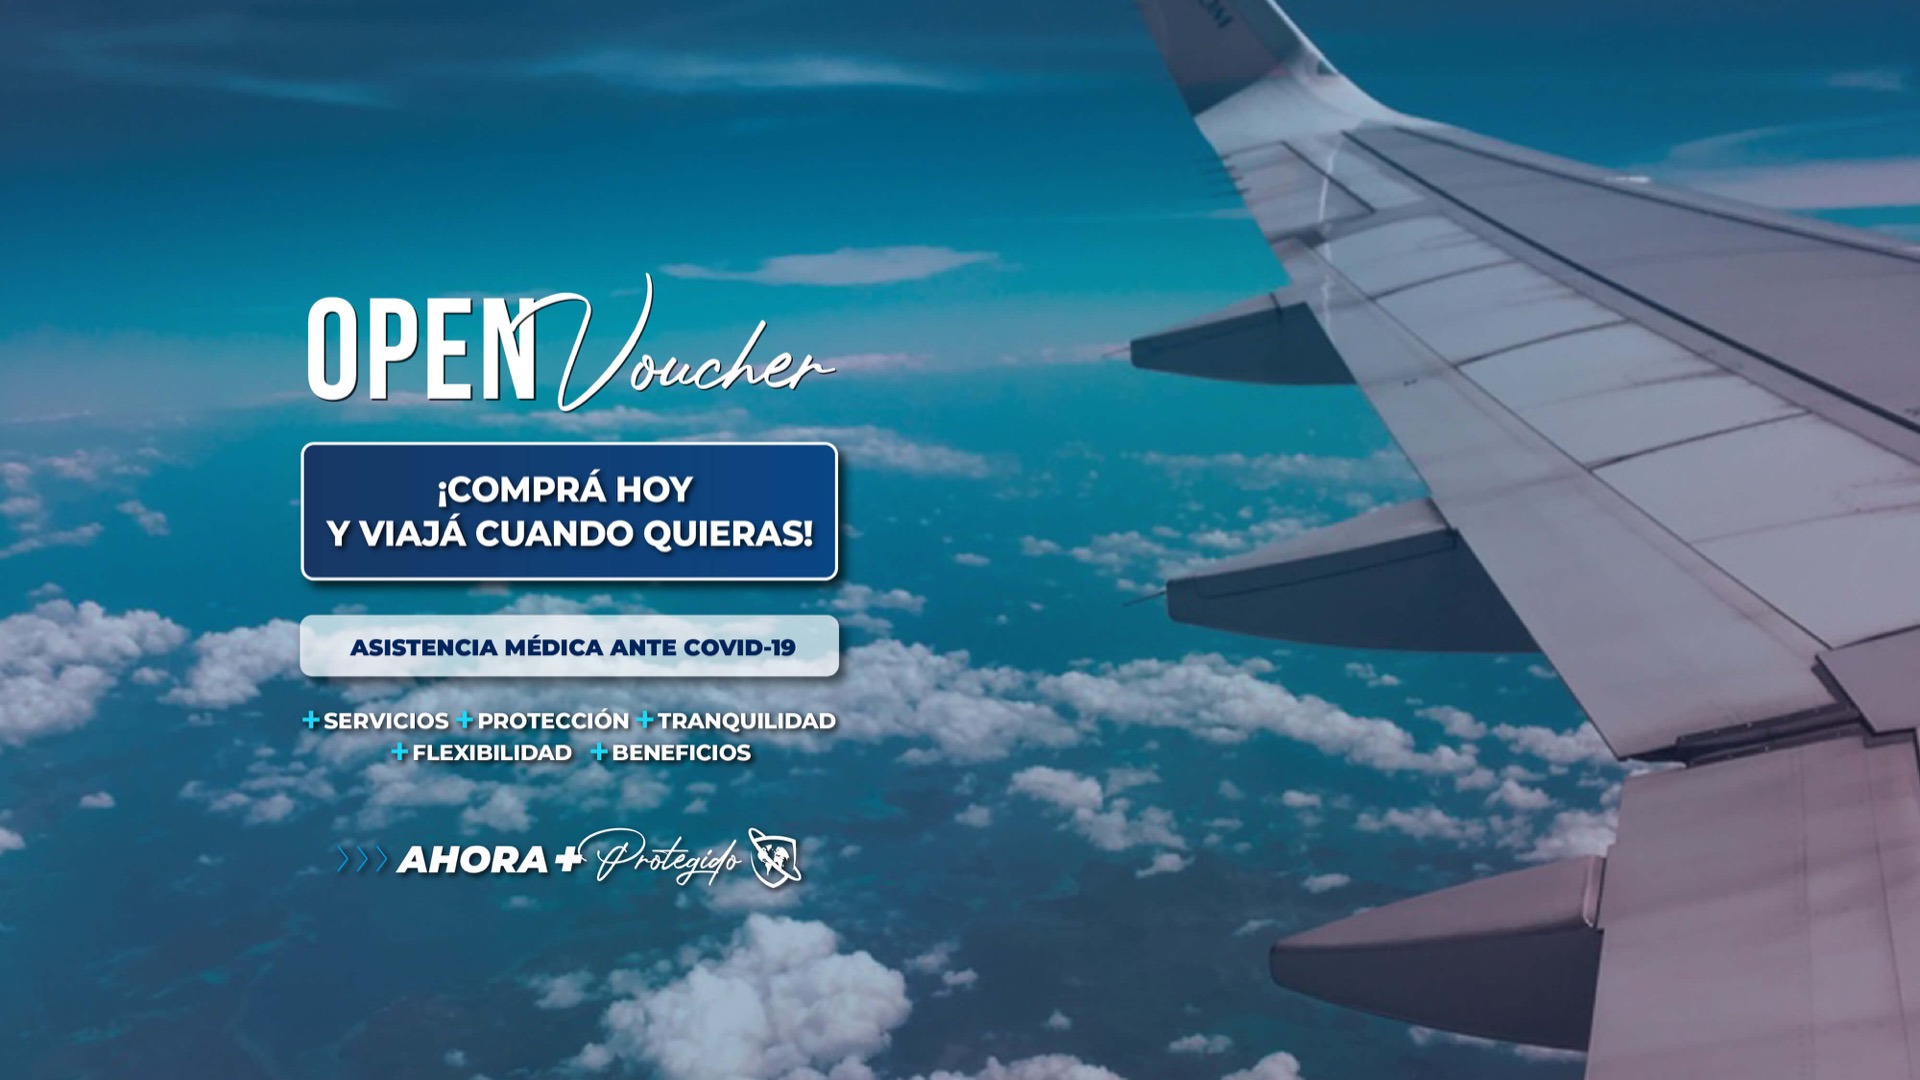 OPEN Voucher
¡COMPRÁ HOY
Y VIAJÁ CUANDO QUIERAS!
ASISTENCIA MÉDICA ANTE COVID-19
+ SERVICIOS + PROTECCIÓN + TRANQUILIDAD
+ FLEXIBILIDAD + BENEFICIOS
>>> AHORA + Protegido